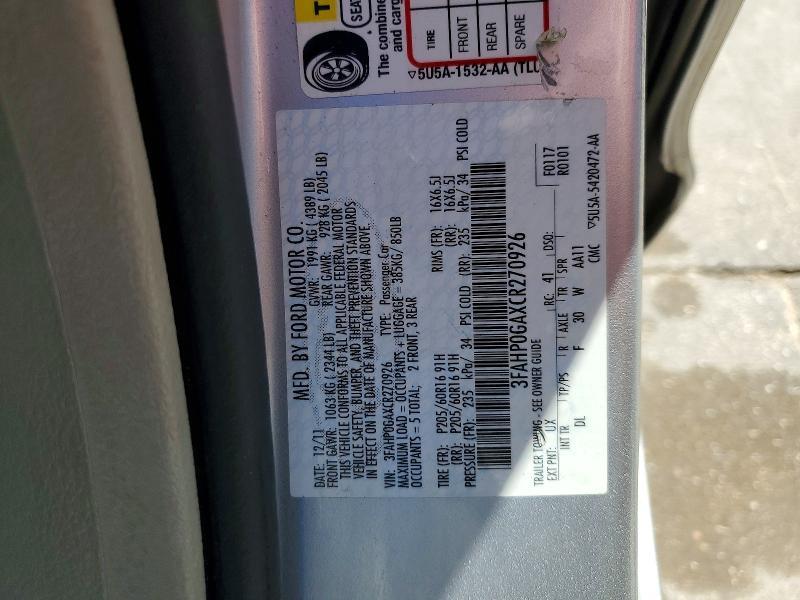 T
SEAT
The combine
and carg
TIRE
FRONT
REAR
SPARE
▽5U5A-1532-AA (TLU
MFD. BY FORD MOTOR CO.
DATE: 12/11 GVWR: 1991 KG ( 4389 LB)
FRONT GAWR: 1063 KG ( 2344 LB) REAR GAWR: 928 KG ( 2045 LB)
THIS VEHICLE CONFORMS TO ALL APPLICABLE FEDERAL MOTOR
VEHICLE SAFETY, BUMPER, AND THEFT PREVENTION STANDARDS
IN EFFECT ON THE DATE OF MANUFACTURE SHOWN ABOVE.
VIN: 3FAHP0GAXCR270926 TYPE: Passenger Car
MAXIMUM LOAD = OCCUPANTS + LUGGAGE = 385KG/ 850LB
OCCUPANTS = 5 TOTAL; 2 FRONT, 3 REAR
TIRE (FR): P205/60R16 91H RIMS (FR): 16X6.5J
(RR): P205/60R16 91H (RR): 16X6.5J
PRESSURE (FR): 235 kPa/ 34 PSI COLD (RR): 235 kPa/ 34 PSI COLD
3FAHP0GAXCR270926
TRAILER TOWING - SEE OWNER GUIDE
F0117
R0101
EXT PNT: UX RC: 41 DSO:
INT TR TP/PS R AXLE TR SPR
DL F 30 W AA11
CMC ▽5U5A-5420472-AA